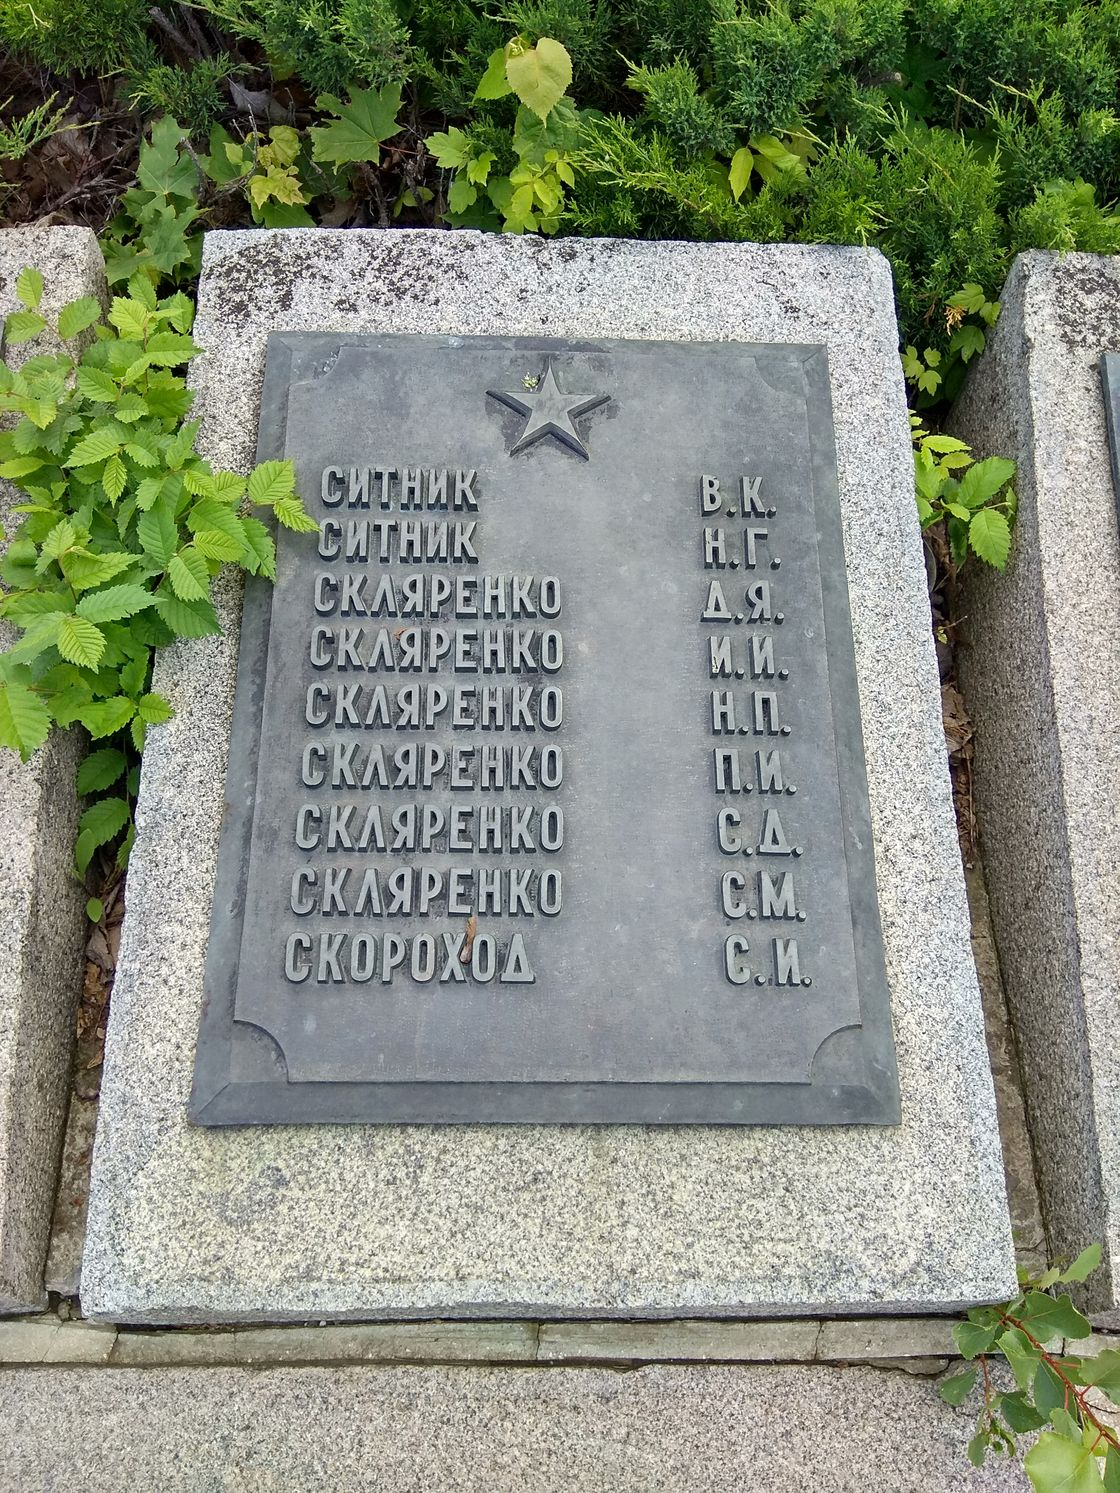 СИТНИК В.К.
СИТНИК Н.Г.
СКЛЯРЕНКО Д.Я.
СКЛЯРЕНКО И.И.
СКЛЯРЕНКО Н.П.
СКЛЯРЕНКО П.И.
СКЛЯРЕНКО С.Д.
СКЛЯРЕНКО С.М.
СКОРОХОД С.И.